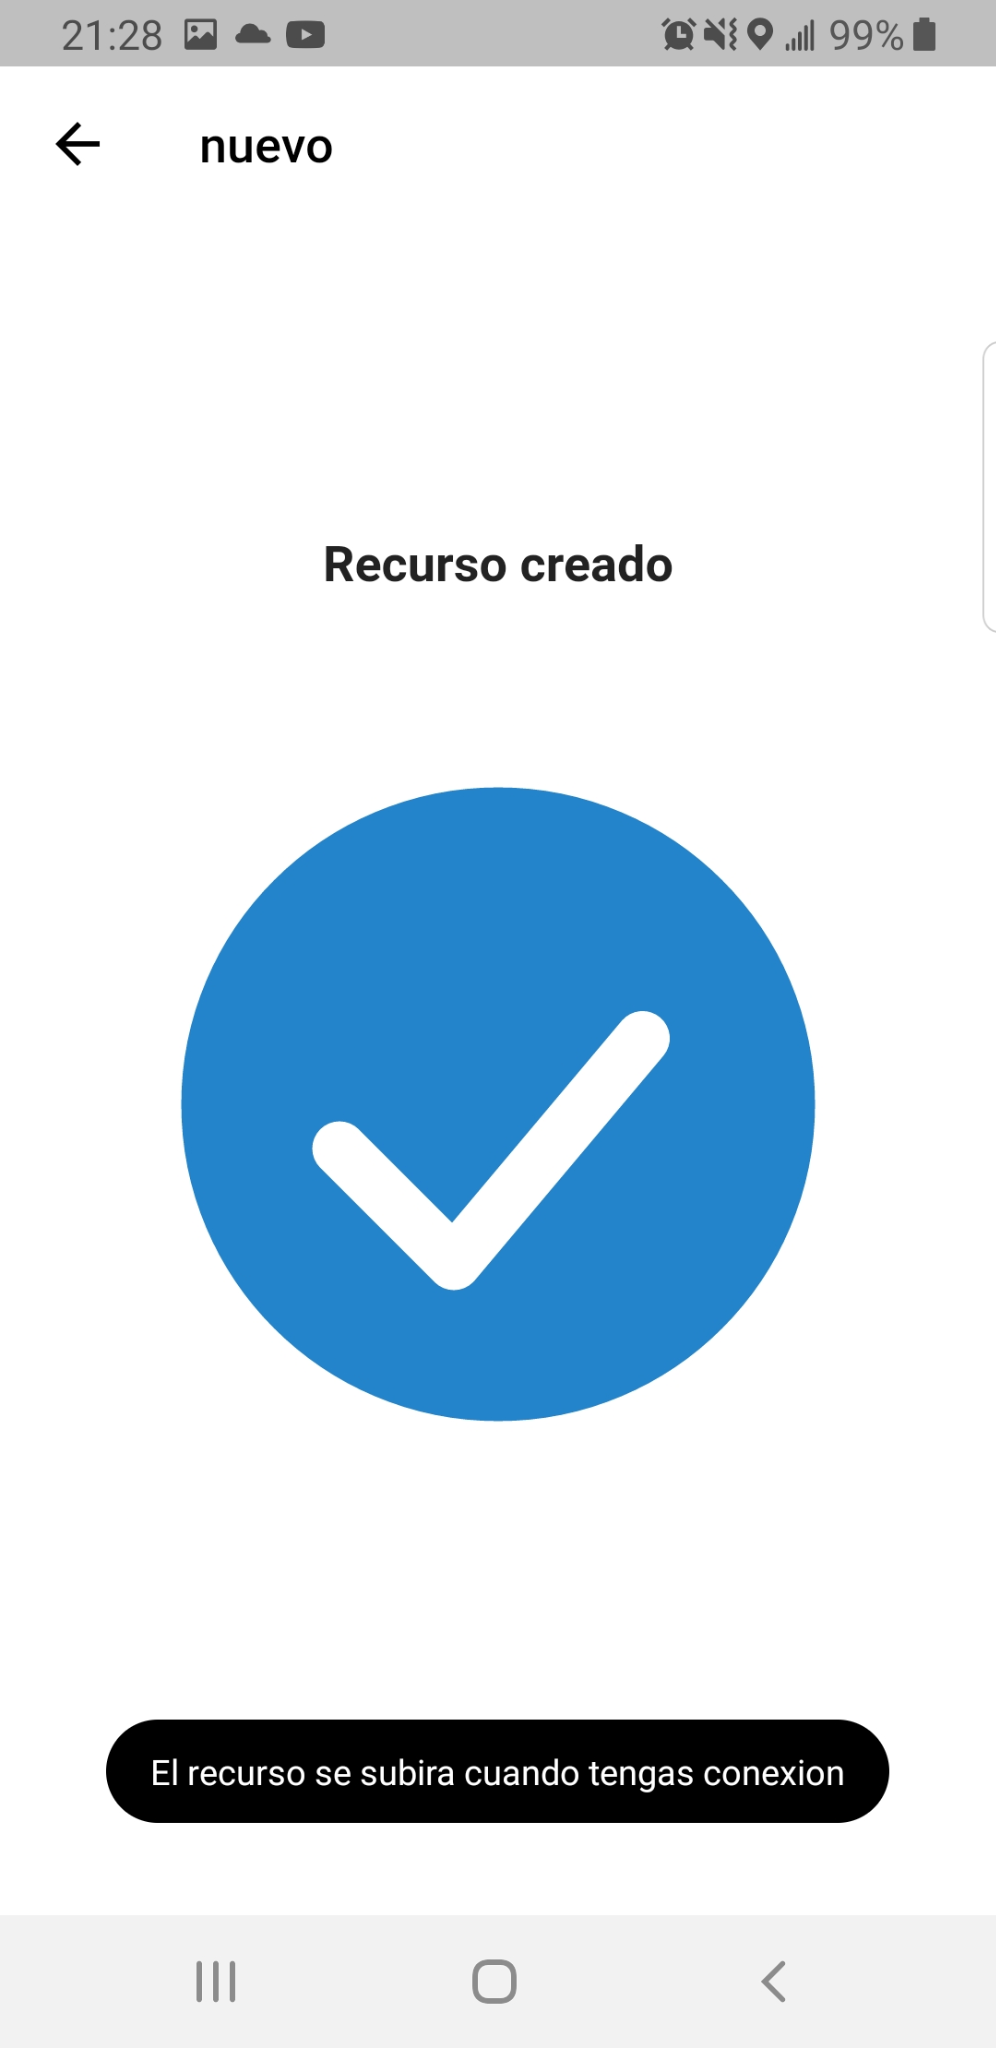 21:28
99%
nuevo
Recurso creado
El recurso se subira cuando tengas conexion